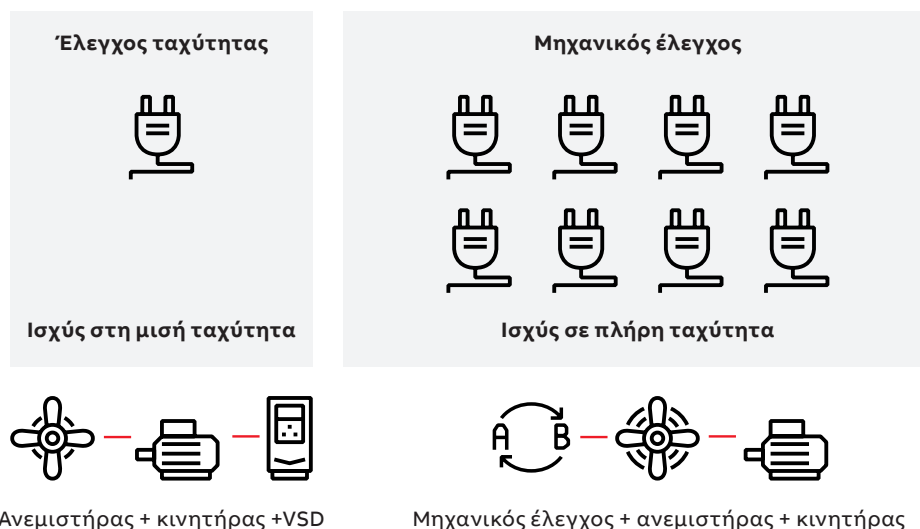 Έλεγχος ταχύτητας
Μηχανικός έλεγχος
Ισχύς στη μισή ταχύτητα
Ισχύς σε πλήρη ταχύτητα
A B
Ανεμιστήρας + κινητήρας +VSD
Μηχανικός έλεγχος + ανεμιστήρας + κινητήρας